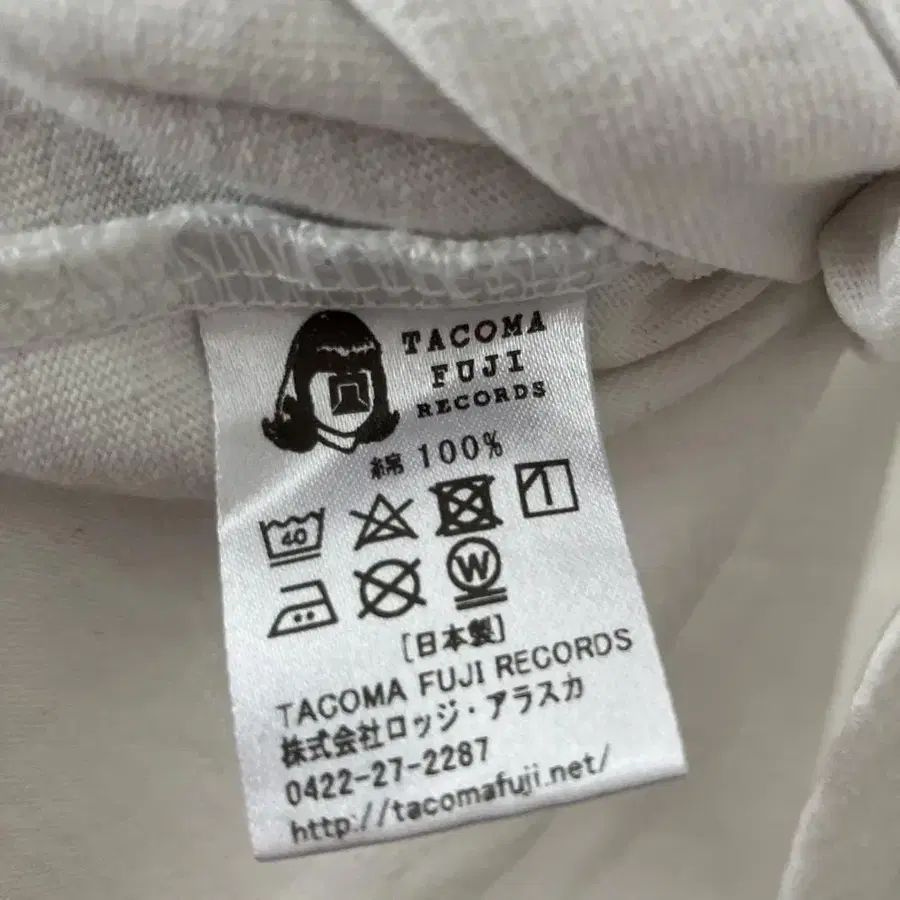 TACOMA
FUJI
RECORDS
綿 100%
40
W
[日本製]
TACOMA FUJI RECORDS
株式会社ロッジ・アラスカ
0422-27-2287
http://tacomafuji.net/